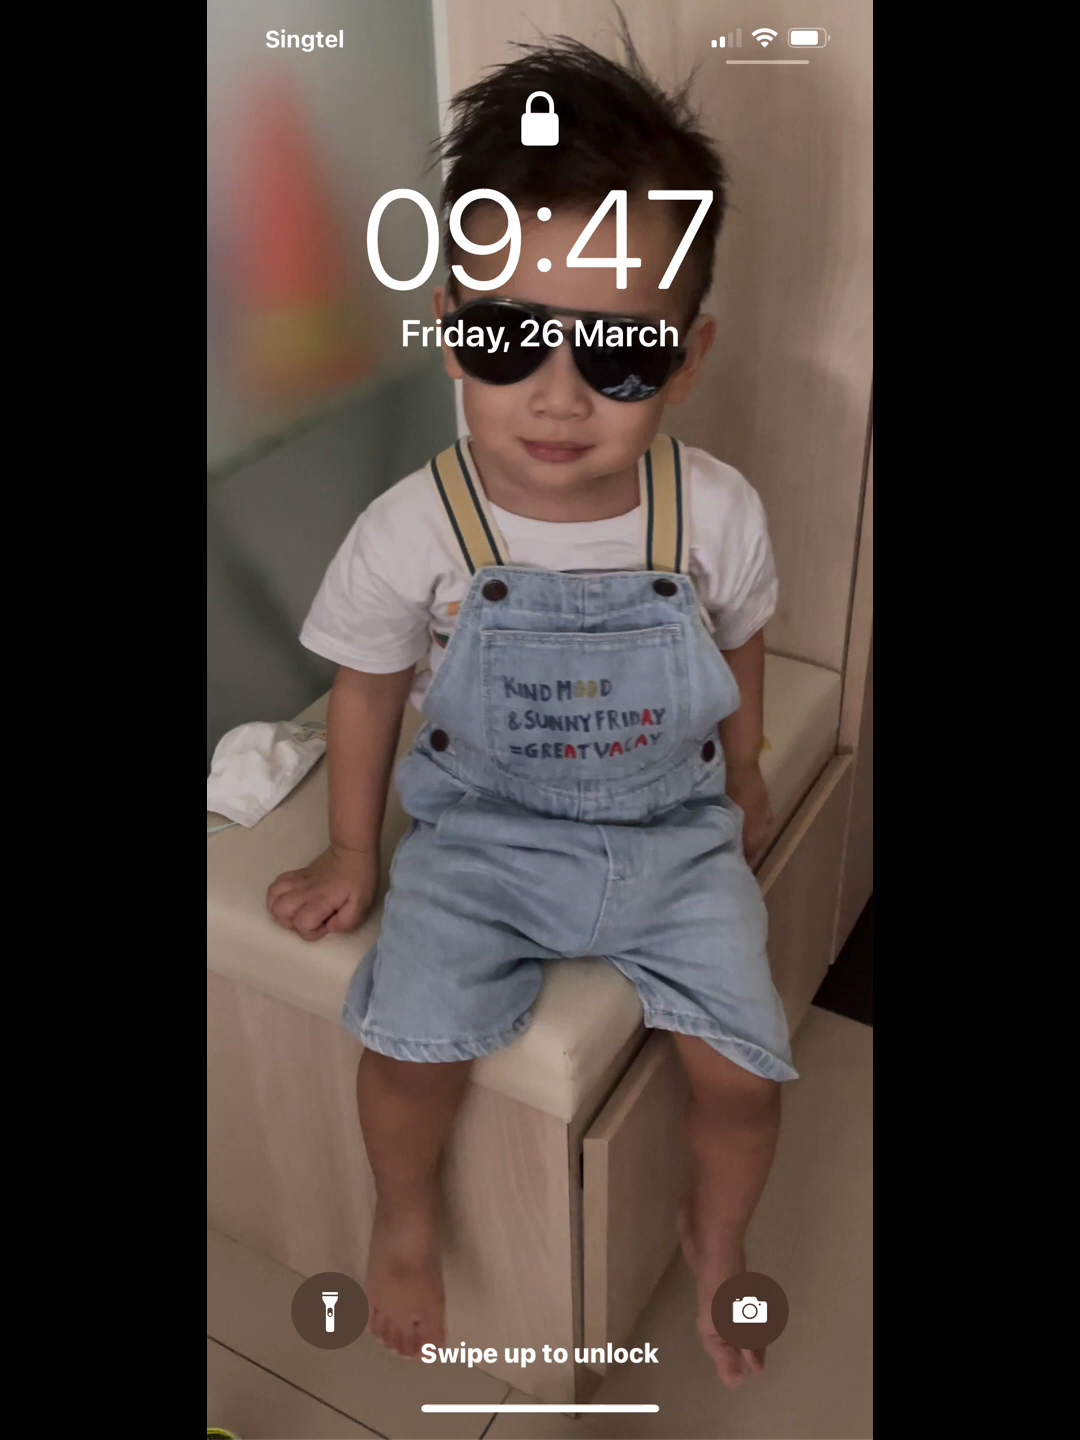 Singtel
09:47
Friday, 26 March
KIND MOOD
& SUNNY FRIDAY
=GREAT VACAY
Swipe up to unlock